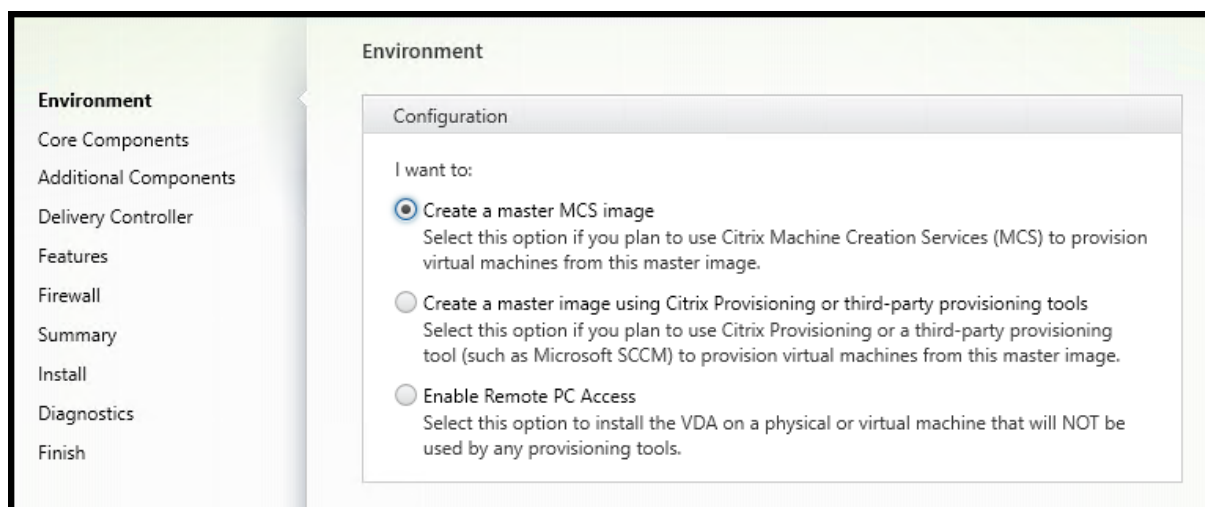 Environment
Core Components
Additional Components
Delivery Controller
Features
Firewall
Summary
Install
Diagnostics
Finish
Environment
Configuration
I want to:
Create a master MCS image
Select this option if you plan to use Citrix Machine Creation Services (MCS) to provision
virtual machines from this master image.
Create a master image using Citrix Provisioning or third-party provisioning tools
Select this option if you plan to use Citrix Provisioning or a third-party provisioning
tool (such as Microsoft SCCM) to provision virtual machines from this master image.
Enable Remote PC Access
Select this option to install the VDA on a physical or virtual machine that will NOT be
used by any provisioning tools.